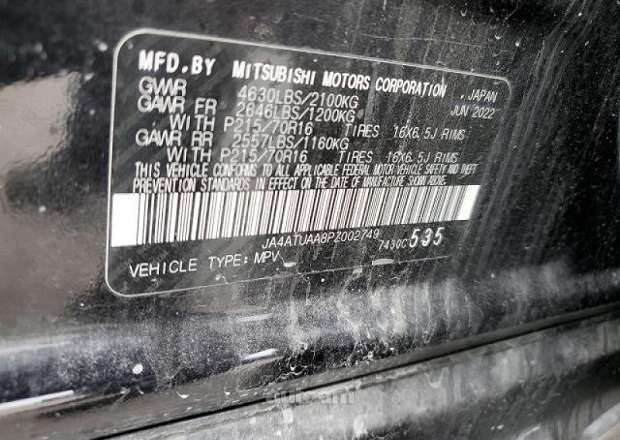 MFD. BY MITSUBISHI MOTORS CORPORATION, JAPAN
GVWR 4630LBS/2100KG JUN 2022
GAWR FR 2646LBS/1200KG
WITH P215/70R16 TIRES 16X6.5J RIMS
GAWR RR 2557LBS/1160KG
WITH P215/70R16 TIRES 16X6.5J RIMS
THIS VEHICLE CONFORMS TO ALL APPLICABLE FEDERAL MOTOR VEHICLE SAFETY AND THEFT
PREVENTION STANDARDS IN EFFECT ON THE DATE OF MANUFACTURE SHOWN ABOVE.
JA4ATUAA8PZ002749
7430C 535
VEHICLE TYPE: MPV